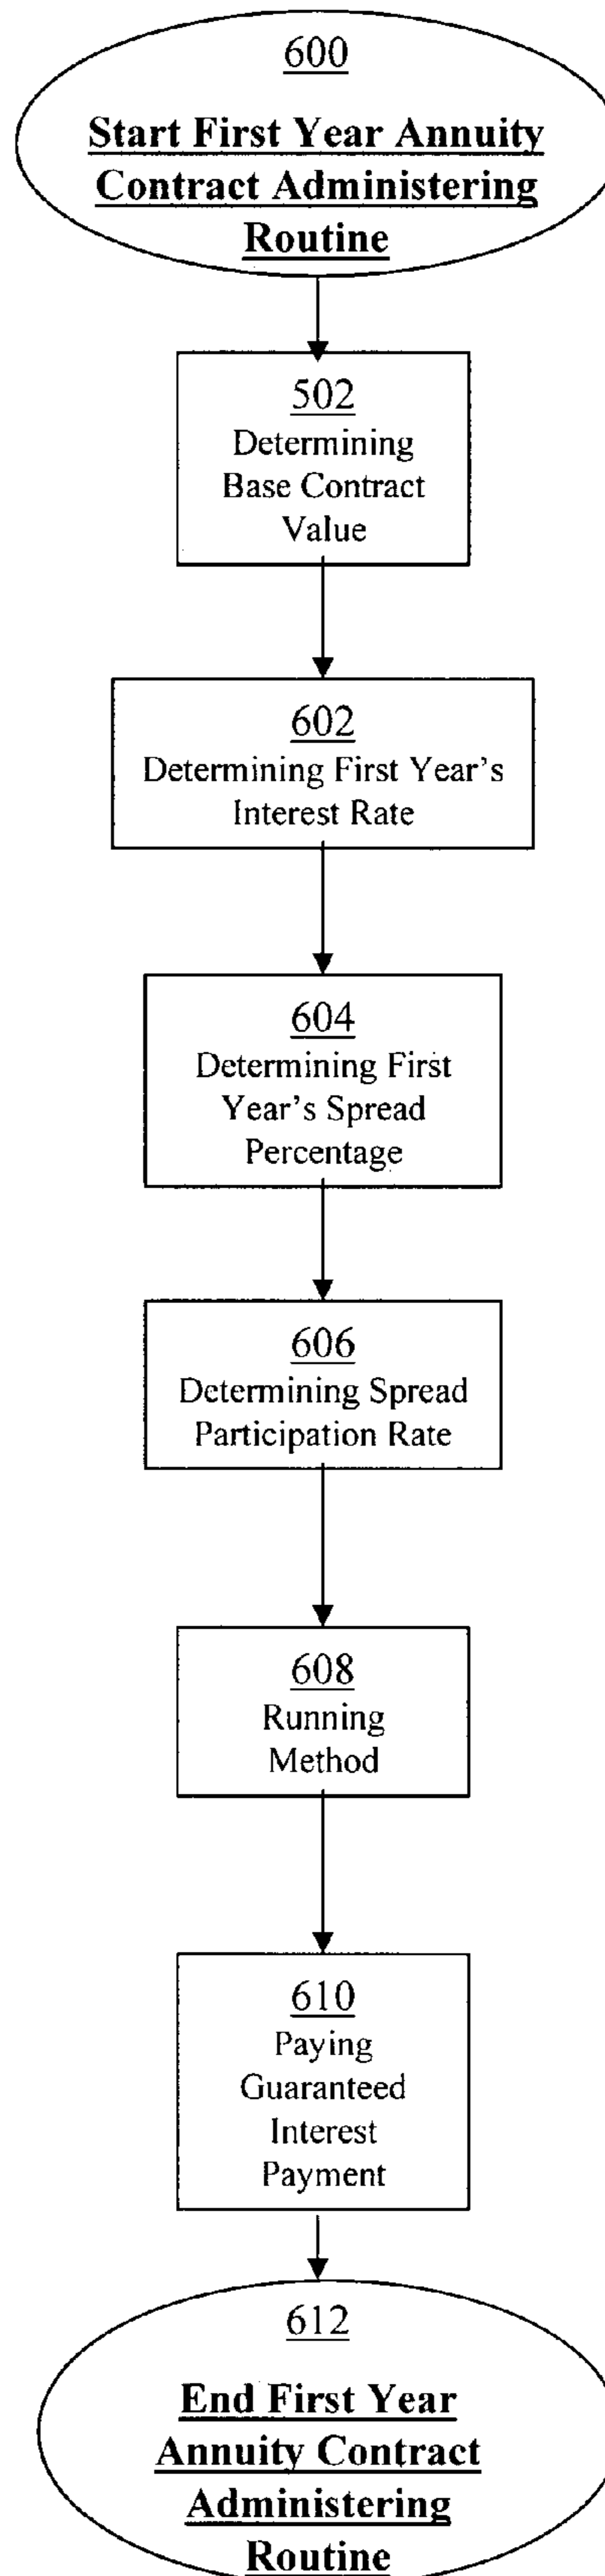 600
Start First Year Annuity
Contract Administering
Routine
502
Determining
Base Contract
Value
602
Determining First Year's
Interest Rate
604
Determining First
Year's Spread
Percentage
606
Determining Spread
Participation Rate
608
Running
Method
610
Paying
Guaranteed
Interest
Payment
612
End First Year
Annuity Contract
Administering
Routine